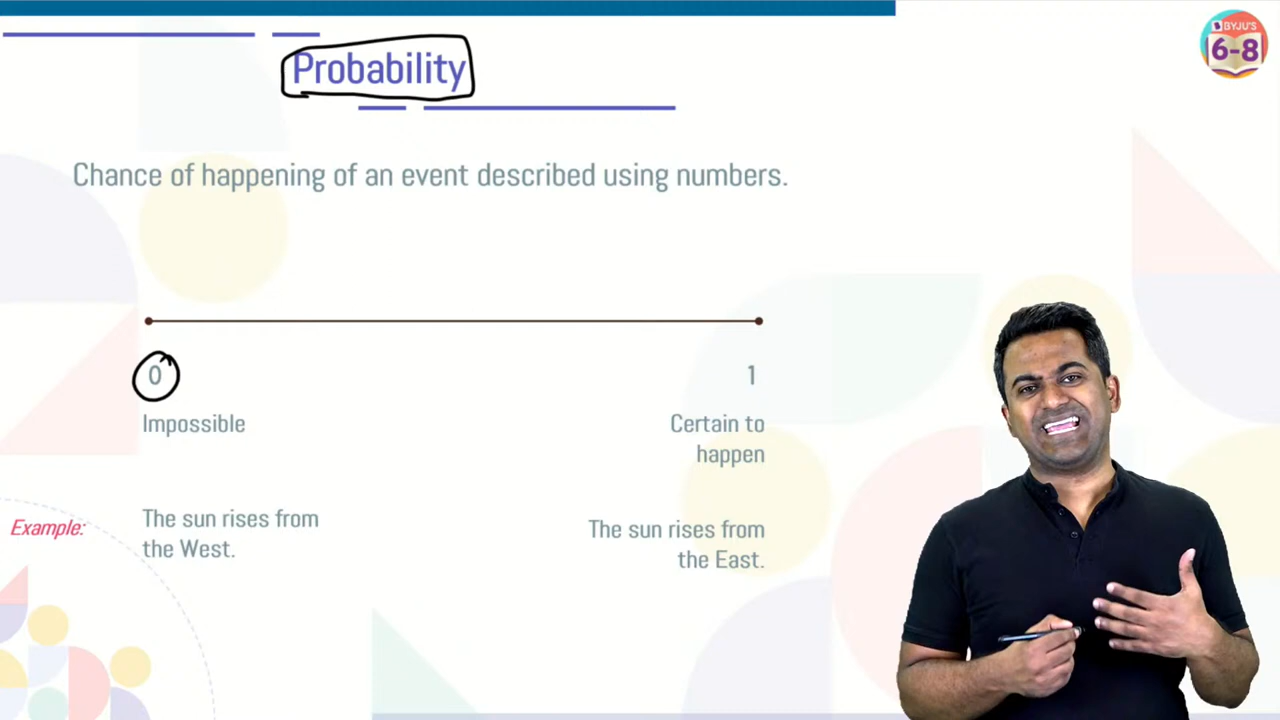 BYJU'S
6-8
Probability
Chance of happening of an event described using numbers.
0
1
Impossible
Certain to
happen
Example:
The sun rises from
the West.
The sun rises from
the East.